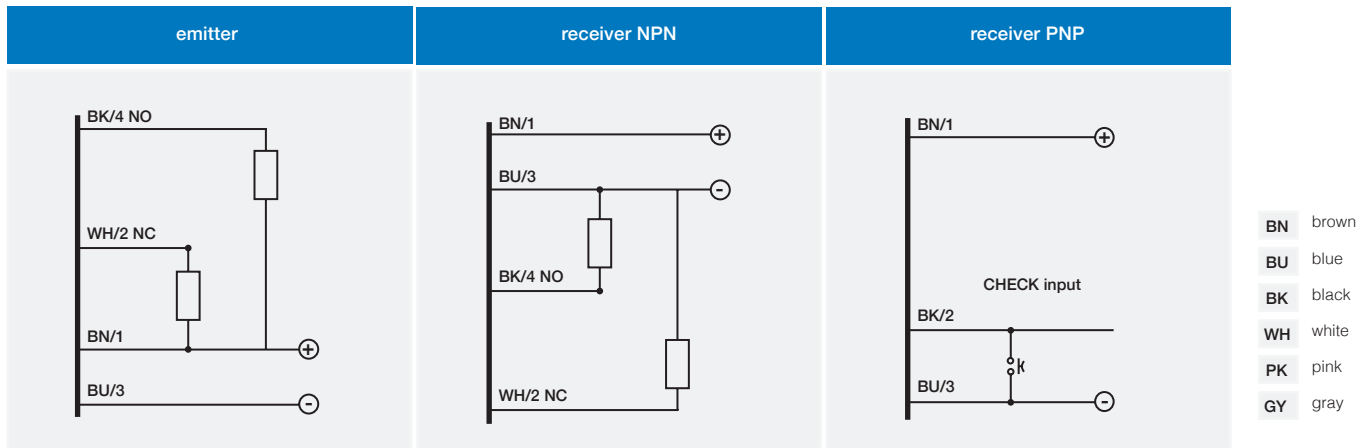 emitter
BK/4 NO
WH/2 NC
BN/1
+
BU/3
-
receiver NPN
BN/1
+
BU/3
-
BK/4 NO
WH/2 NC
receiver PNP
BN/1
+
CHECK input
BK/2
BU/3
-
BN brown
BU blue
BK black
WH white
PK pink
GY gray